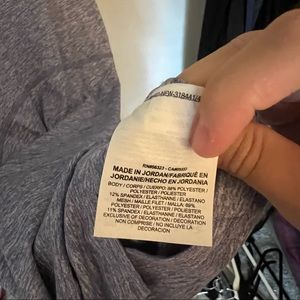 MADE IN JORDAN/FABRIQUÉ EN
JORDANIE/HECHO EN JORDANIA
BODY / CORPS / CUERPO: 88% POLYESTER /
POLYESTER / POLIÉSTER
12% SPANDEX / ÉLASTHANNE / ELASTANO
MESH / MAILLE FILET / MALLA: 89%
POLYESTER / POLYESTER / POLIÉSTER
11% SPANDEX / ÉLASTHANNE / ELASTANO
EXCLUSIVE OF DECORATION / DÉCORATION
NON COMPRISE / NO INCLUYE LA
DECORACIÓN